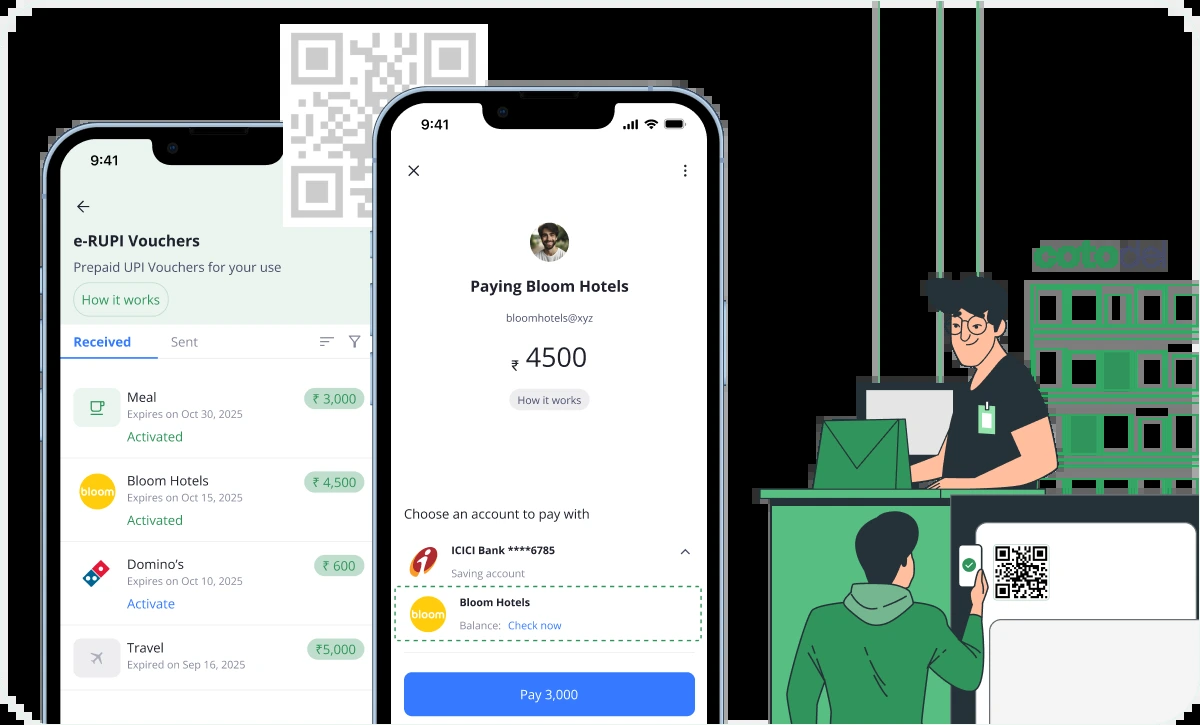 9:41
e-RUPI Vouchers
Prepaid UPI Vouchers for your use
How it works
Received
Sent
Meal
₹ 3,000
Expires on Oct 30, 2025
Activated
bloom
Bloom Hotels
₹ 4,500
Expires on Oct 15, 2025
Activated
Domino's
₹ 600
Expires on Oct 10, 2025
Activate
Travel
₹5,000
Expired on Sep 16, 2025
9:41
Paying Bloom Hotels
bloomhotels@xyz
₹ 4500
How it works
Choose an account to pay with
ICICI Bank ****6785
Saving account
bloom
Bloom Hotels
Balance: Check now
Pay 3,000